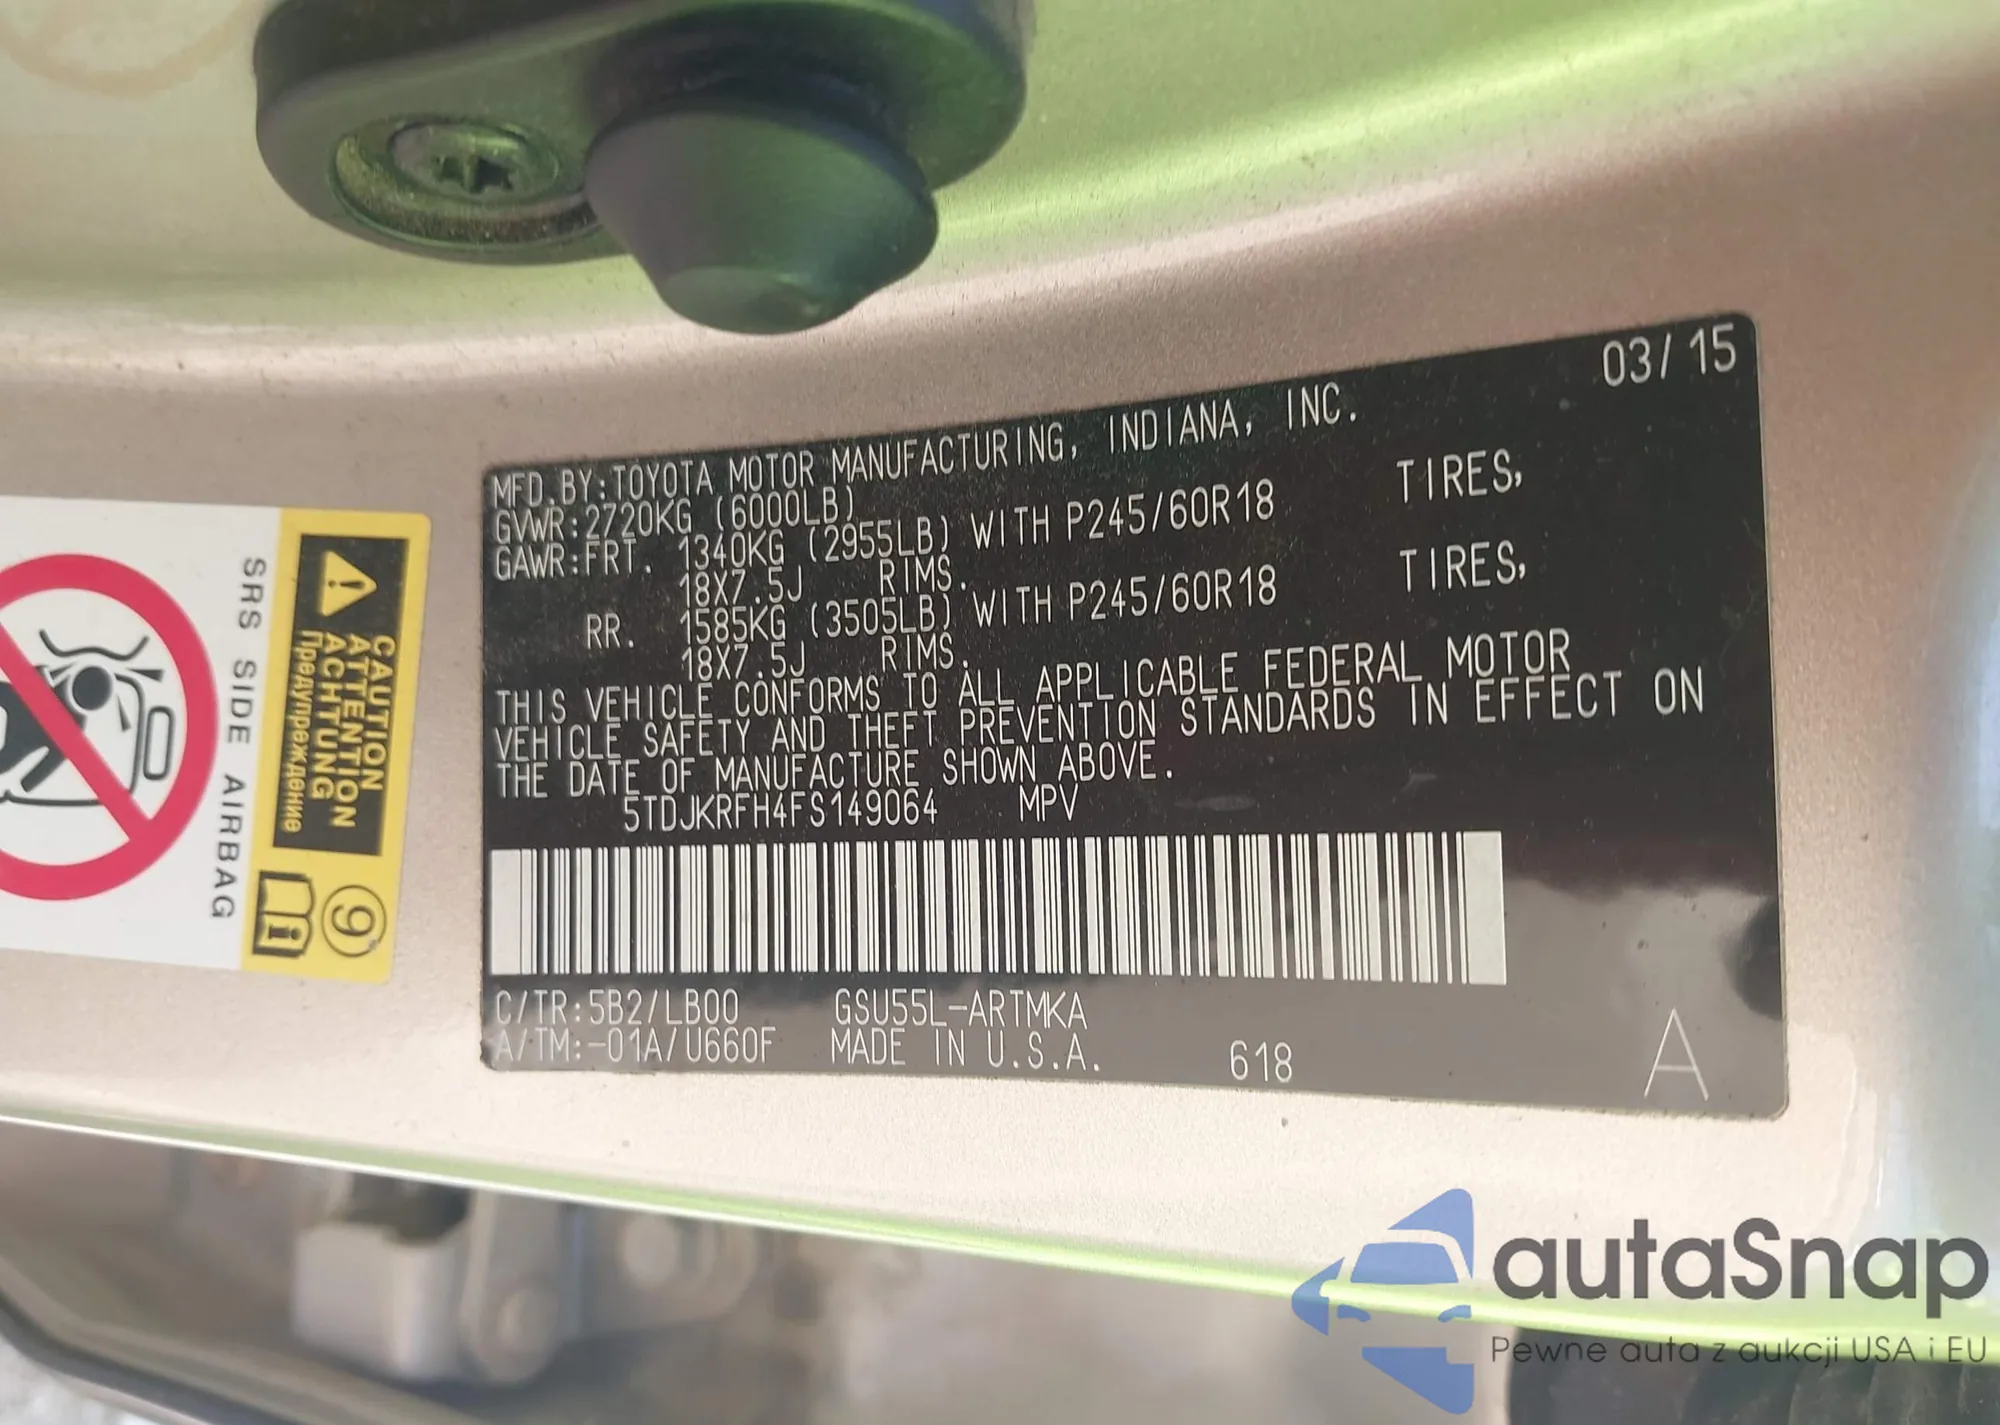 03/15
MFD.BY:TOYOTA MOTOR MANUFACTURING, INDIANA, INC.
GVWR:2720KG (6000LB)
GAWR:FRT. 1340KG (2955LB) WITH P245/60R18 TIRES,
18X7.5J RIMS.
RR. 1585KG (3505LB) WITH P245/60R18 TIRES,
18X7.5J RIMS.
THIS VEHICLE CONFORMS TO ALL APPLICABLE FEDERAL MOTOR
VEHICLE SAFETY AND THEFT PREVENTION STANDARDS IN EFFECT ON
THE DATE OF MANUFACTURE SHOWN ABOVE.
5TDJKRFH4FS149064 MPV
C/TR:5B2/LB00 GSU55L-ARTMKA
A/TM:-01A/U660F MADE IN U.S.A. 618
A
CAUTION
ATTENTION
ACHTUNG
Предупреждение
9
SRS SIDE AIRBAG
autaSnap
Pewne auta z aukcji USA i EU